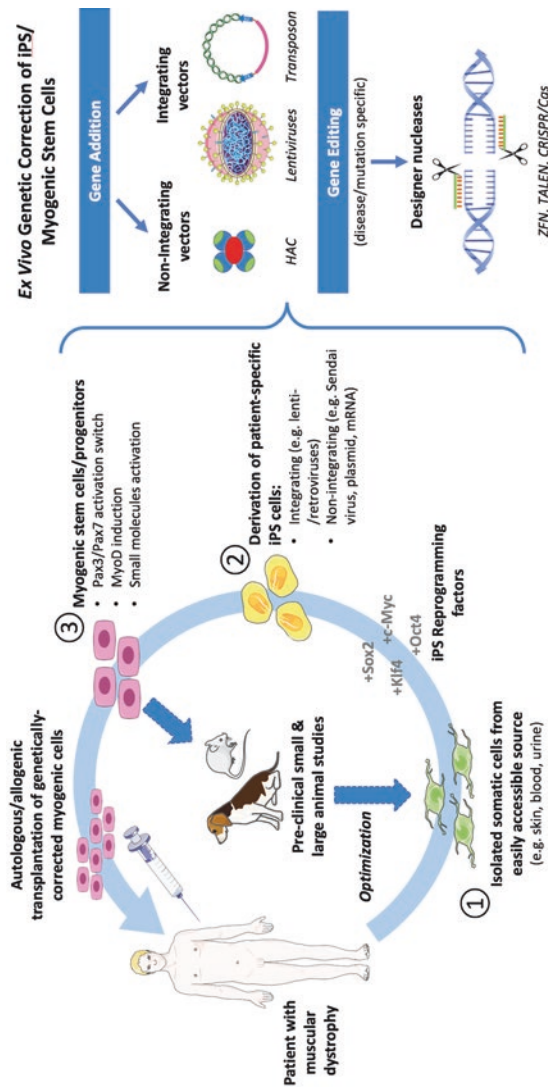 Patient with
muscular
dystrophy
Autologous/allogenic
transplantation of genetically-
corrected myogenic cells
① Isolated somatic cells from
easily accessible source
(e.g. skin, blood, urine)
+Sox2
+c-Myc
+Klf4
+Oct4
iPS Reprogramming
factors
② Derivation of patient-specific
iPS cells:
• Integrating (e.g. lenti-
/retroviruses)
• Non-integrating (e.g. Sendai
virus, plasmid, mRNA)
③ Myogenic stem cells/progenitors
• Pax3/Pax7 activation switch
• MyoD induction
• Small molecules activation
Pre-clinical small &
large animal studies
Optimization
Ex Vivo Genetic Correction of iPS/
Myogenic Stem Cells
Gene Addition
Non-Integrating
vectors
Integrating
vectors
HAC
Lentiviruses
Transposon
Gene Editing
(disease/mutation specific)
Designer nucleases
ZFN, TALEN, CRISPR/Cas